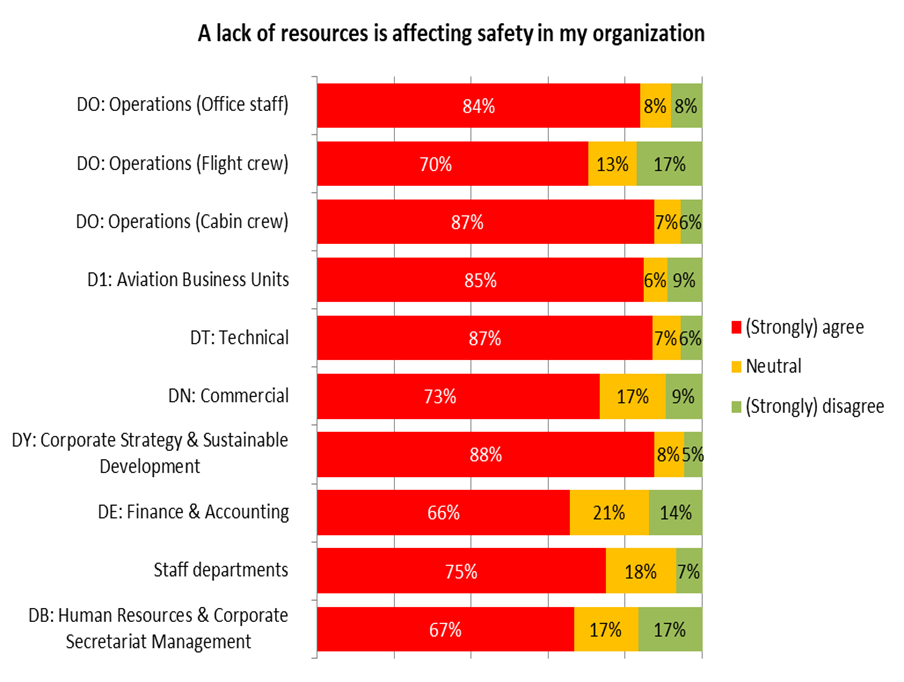 A lack of resources is affecting safety in my organization
DO: Operations (Office staff)
84% 8% 8%
DO: Operations (Flight crew)
70% 13% 17%
DO: Operations (Cabin crew)
87% 7% 6%
D1: Aviation Business Units
85% 6% 9%
DT: Technical
87% 7% 6%
DN: Commercial
73% 17% 9%
DY: Corporate Strategy & Sustainable
Development
88% 8% 5%
DE: Finance & Accounting
66% 21% 14%
Staff departments
75% 18% 7%
DB: Human Resources & Corporate
Secretariat Management
67% 17% 17%
(Strongly) agree
Neutral
(Strongly) disagree